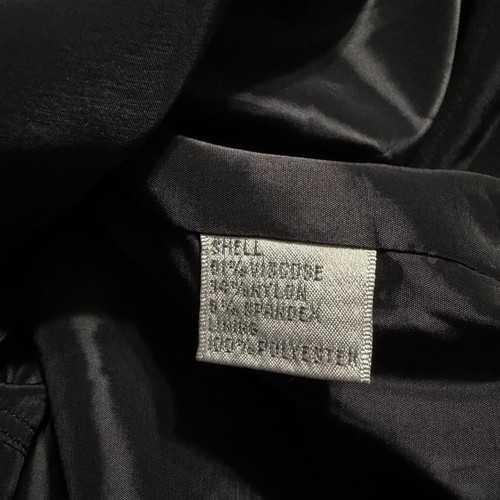 SHELL
81% VISCOSE
14% NYLON
5% SPANDEX
LINING
100% POLYESTER